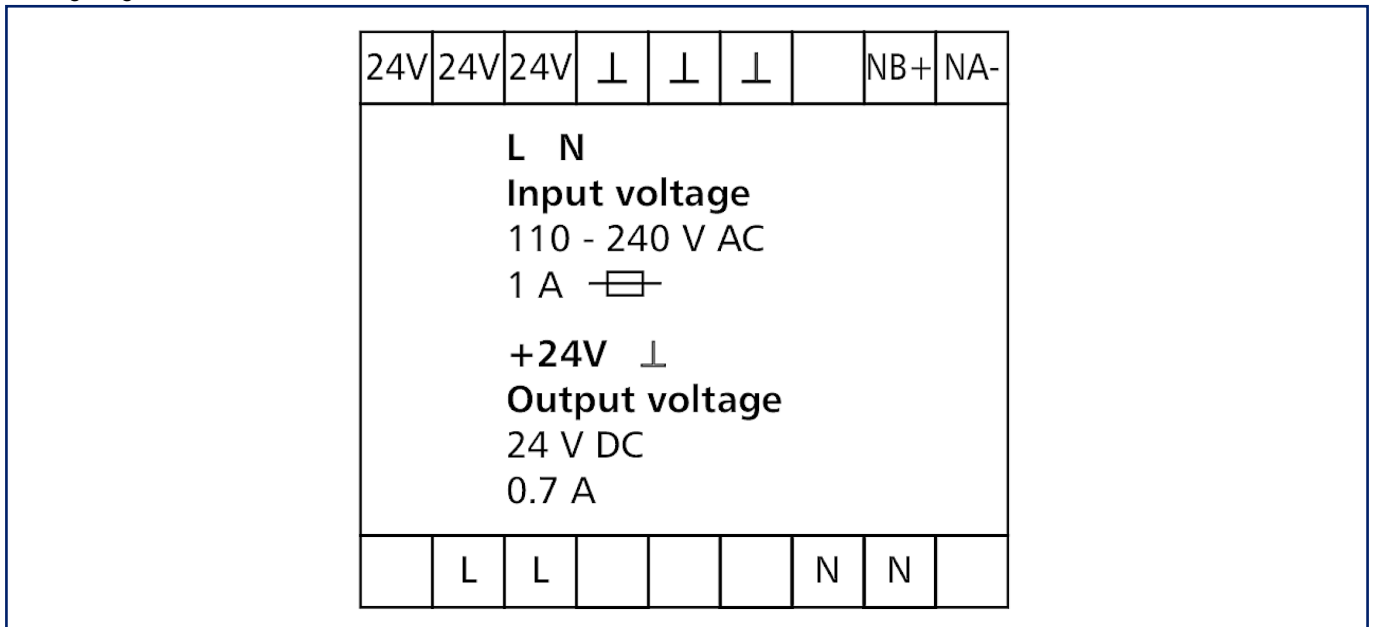 24V 24V 24V ⊥ ⊥ ⊥ NB+ NA-
L N
Input voltage
110 - 240 V AC
1 A
+24V ⊥
Output voltage
24 V DC
0.7 A
L L N N